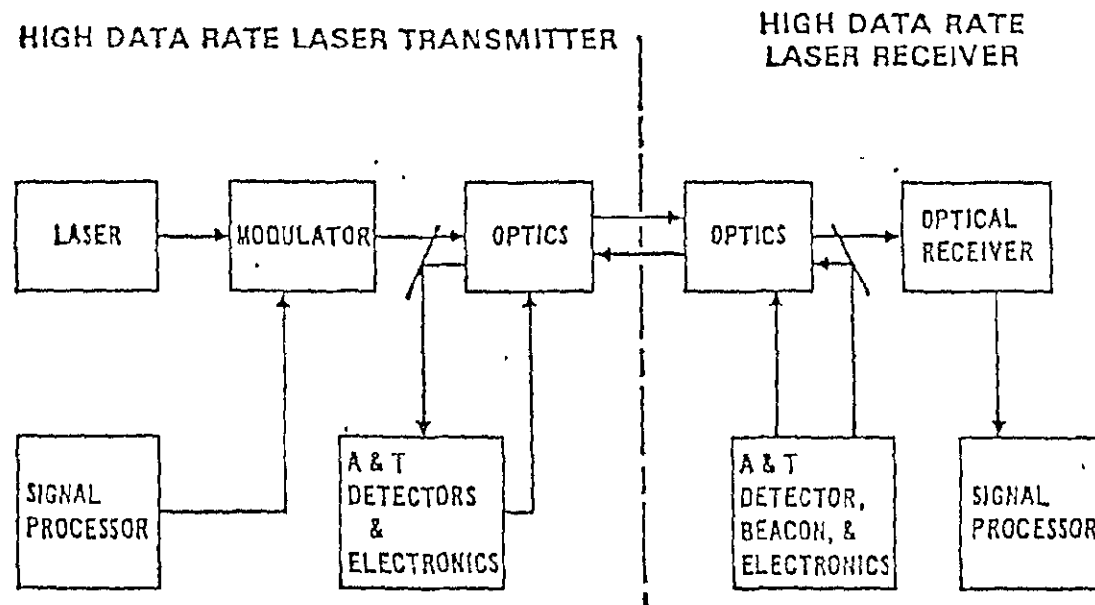 HIGH DATA RATE LASER TRANSMITTER
HIGH DATA RATE
LASER RECEIVER
LASER
MODULATOR
OPTICS
OPTICS
OPTICAL
RECEIVER
SIGNAL
PROCESSOR
A & T
DETECTORS
&
ELECTRONICS
A & T
DETECTOR,
BEACON, &
ELECTRONICS
SIGNAL
PROCESSOR